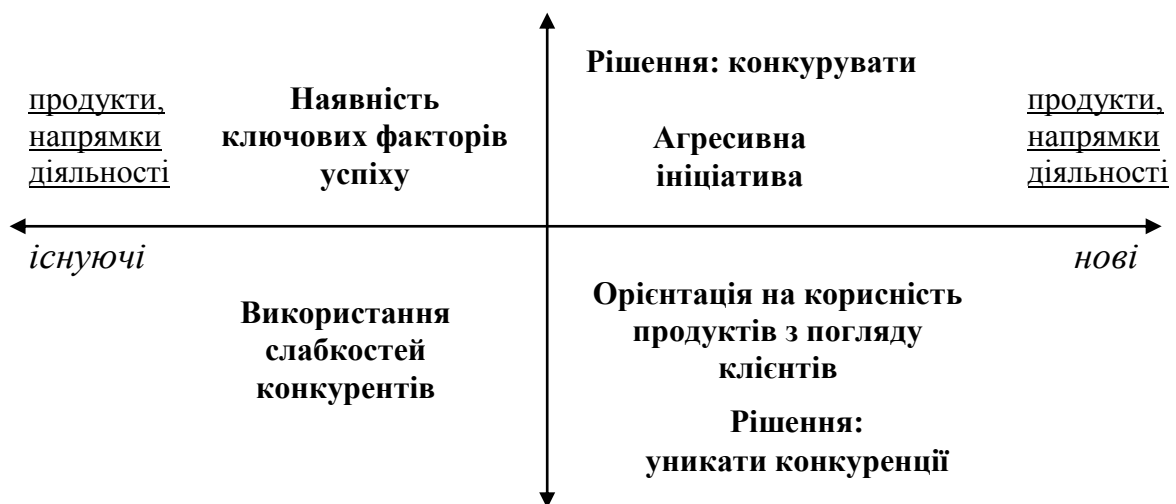 Рішення: конкурувати
продукти,
напрямки
діяльності
Наявність
ключових факторів
успіху
Агресивна
ініціатива
продукти,
напрямки
діяльності
існуючі
нові
Використання
слабкостей
конкурентів
Орієнтація на корисність
продуктів з погляду
клієнтів
Рішення:
уникати конкуренції